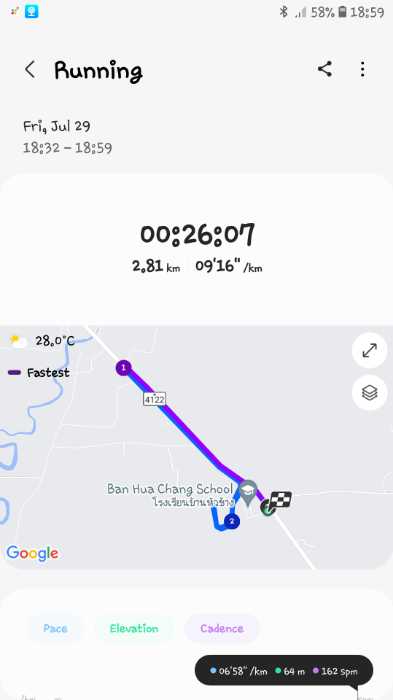 58% 18:59
Running
Fri, Jul 29
18:32 – 18:59
00:26:07
2.81 km 09'16" /km
28.0°C
Fastest
1
4122
Ban Hua Chang School
โรงเรียนบ้านหัวช้าง
2
Google
Pace Elevation Cadence
06'58" /km 64 m 162 spm